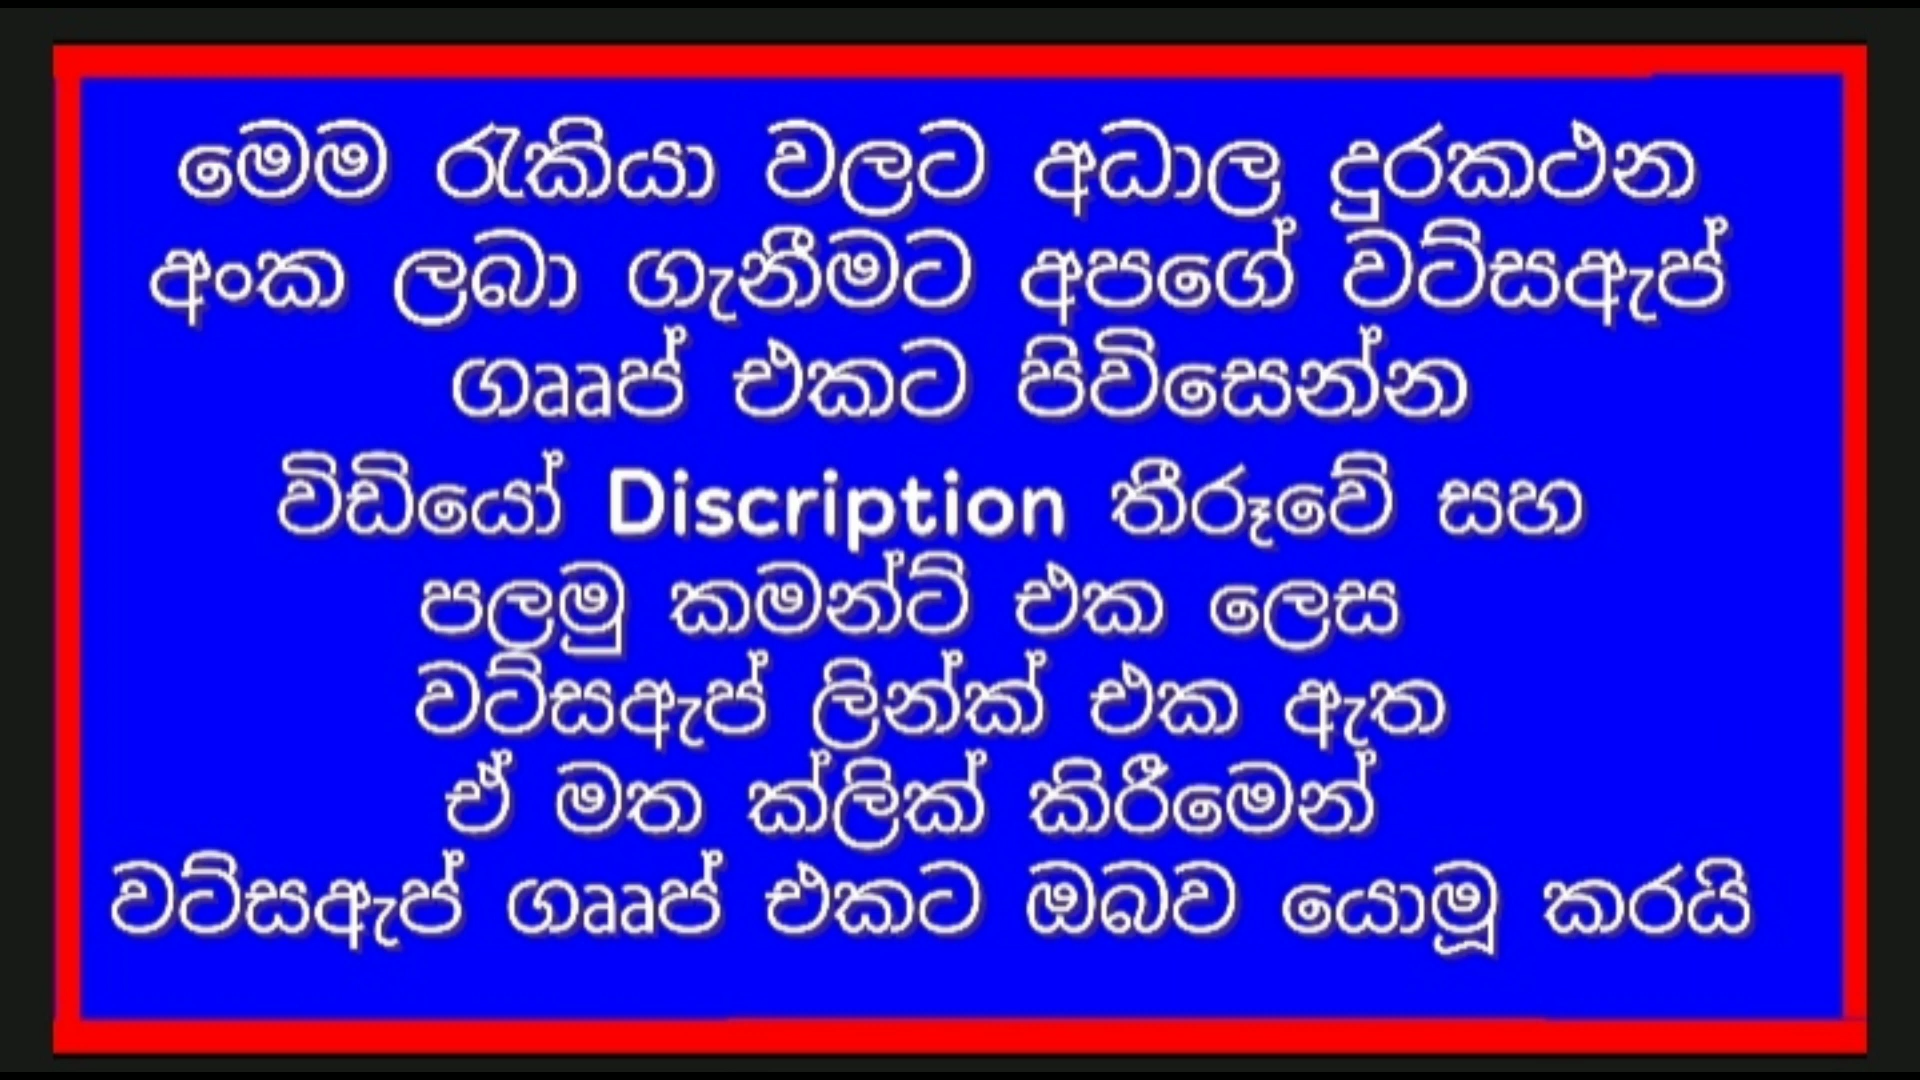 මෙම රැකියා වලට අධාල දුරකථන
අංක ලබා ගැනීමට අපගේ වට්සඇප්
ගෲප් එකට පිවිසෙන්න
විඩියෝ Discription තීරූවේ සහ
පලමු කමන්ට් එක ලෙස
වට්සඇප් ලින්ක් එක ඇත
ඒ මත ක්ලික් කිරීමෙන්
වට්සඇප් ගෲප් එකට ඔබව යොමූ කරයි